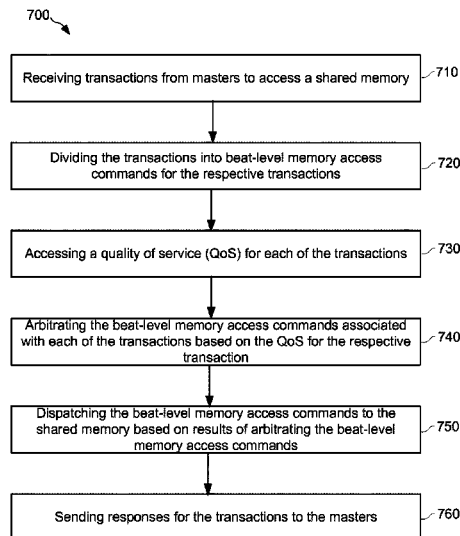 700
Receiving transactions from masters to access a shared memory
710
Dividing the transactions into beat-level memory access
commands for the respective transactions
720
Accessing a quality of service (QoS) for each of the transactions
730
Arbitrating the beat-level memory access commands associated
with each of the transactions based on the QoS for the respective
transaction
740
Dispatching the beat-level memory access commands to the
shared memory based on results of arbitrating the beat-level
memory access commands
750
Sending responses for the transactions to the masters
760